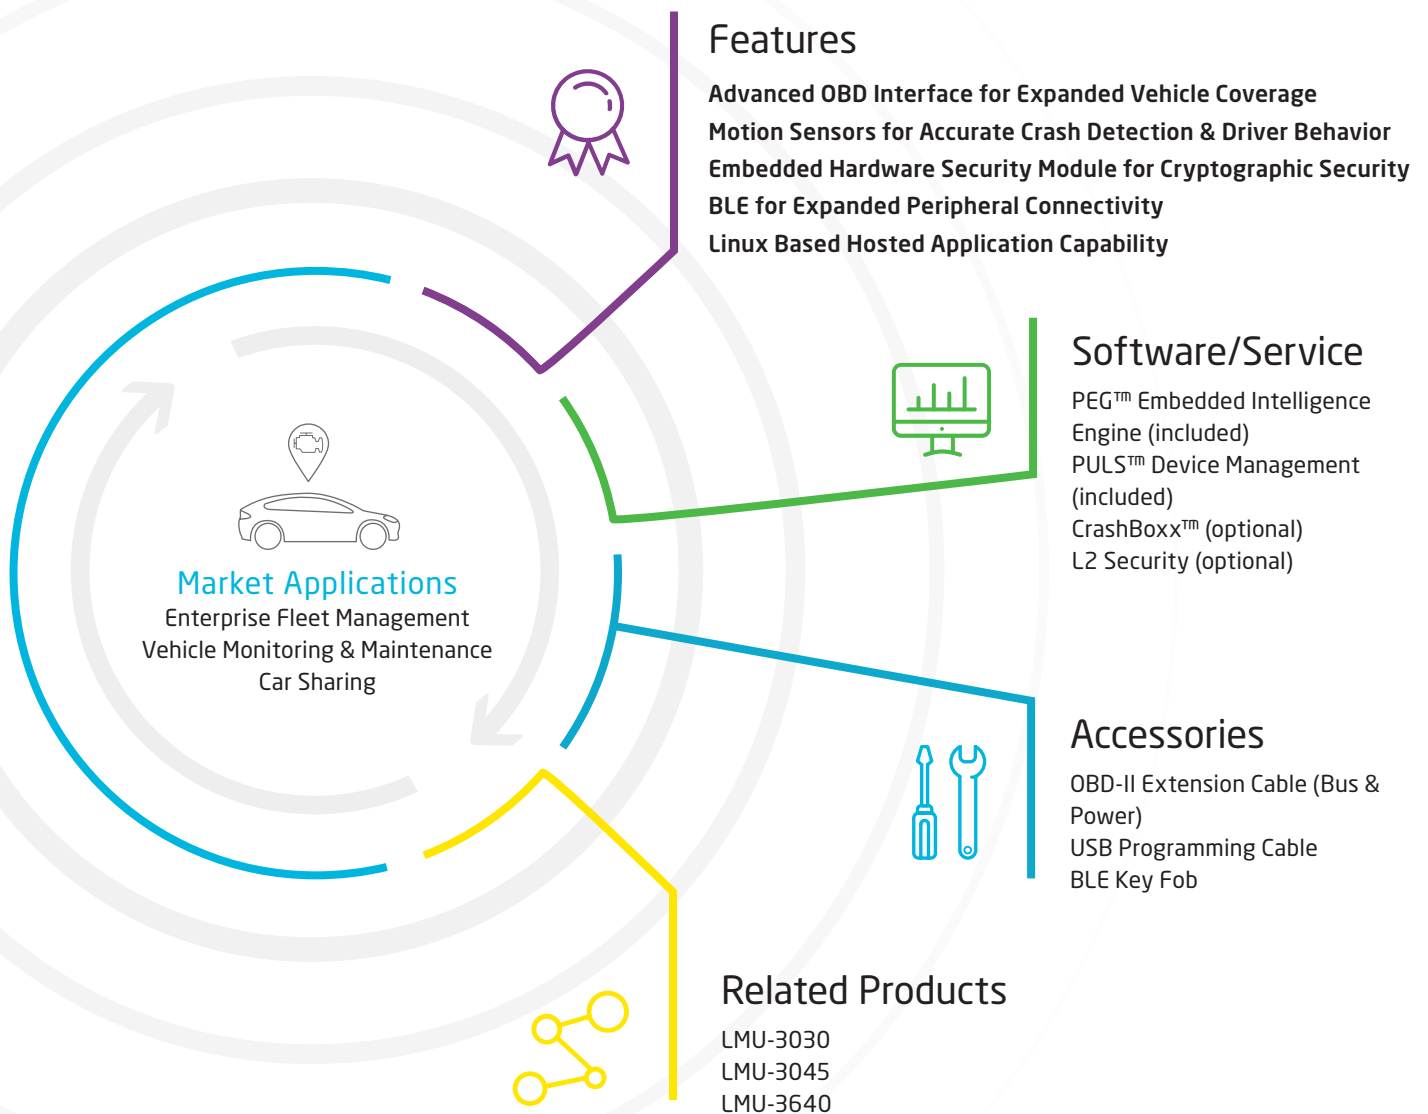 Features
Advanced OBD Interface for Expanded Vehicle Coverage
Motion Sensors for Accurate Crash Detection & Driver Behavior
Embedded Hardware Security Module for Cryptographic Security
BLE for Expanded Peripheral Connectivity
Linux Based Hosted Application Capability
Software/Service
PEG™ Embedded Intelligence
Engine (included)
PULS™ Device Management
(included)
CrashBoxx™ (optional)
L2 Security (optional)
Market Applications
Enterprise Fleet Management
Vehicle Monitoring & Maintenance
Car Sharing
Accessories
OBD-II Extension Cable (Bus &
Power)
USB Programming Cable
BLE Key Fob
Related Products
LMU-3030
LMU-3045
LMU-3640